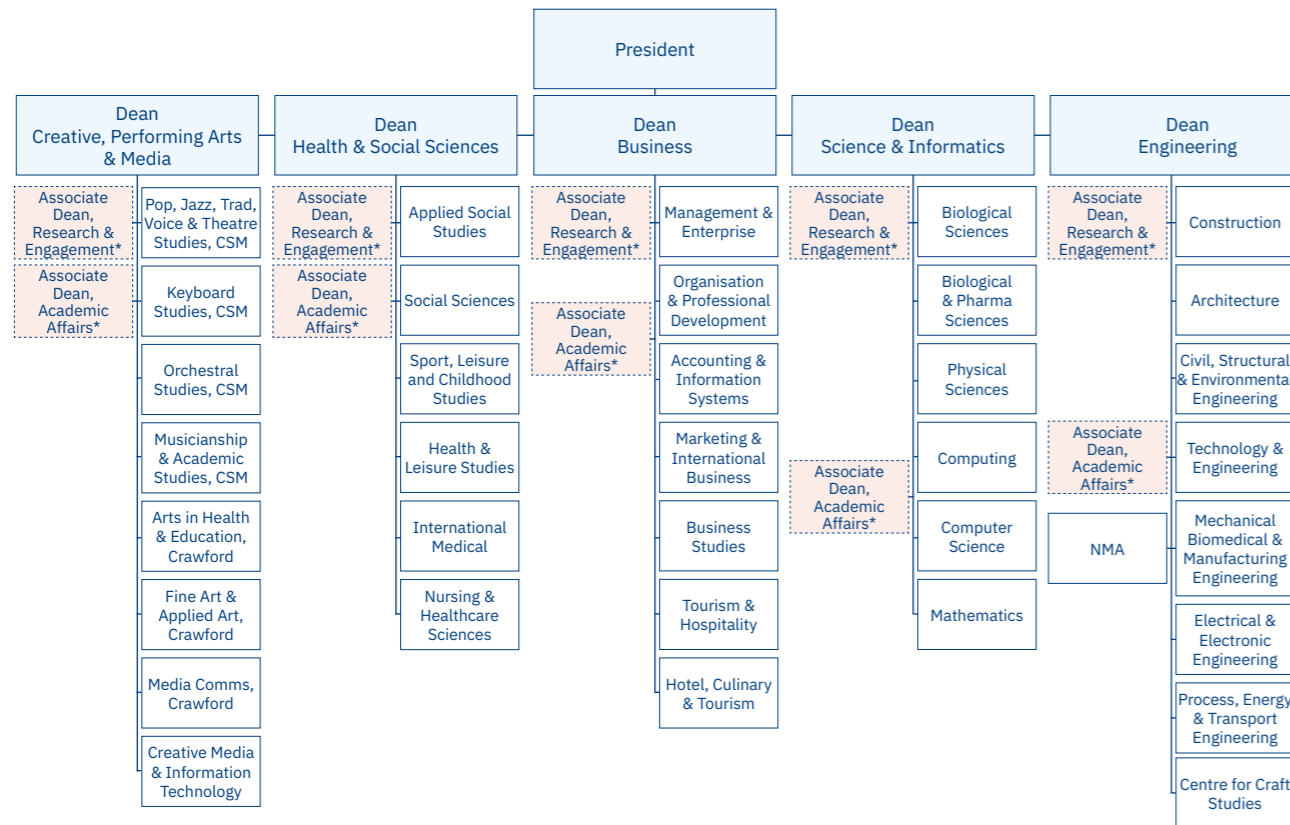 President
Dean
Creative, Performing Arts
& Media
Dean
Health & Social Sciences
Dean
Business
Dean
Science & Informatics
Dean
Engineering
Associate
Dean,
Research &
Engagement*
Associate
Dean,
Academic
Affairs*
Pop, Jazz, Trad,
Voice & Theatre
Studies, CSM
Keyboard
Studies, CSM
Orchestral
Studies, CSM
Musicianship
& Academic
Studies, CSM
Arts in Health
& Education,
Crawford
Fine Art &
Applied Art,
Crawford
Media Comms,
Crawford
Creative Media
& Information
Technology
Associate
Dean,
Research &
Engagement*
Associate
Dean,
Academic
Affairs*
Applied Social
Studies
Social Sciences
Sport, Leisure
and Childhood
Studies
Health &
Leisure Studies
International
Medical
Nursing &
Healthcare
Sciences
Associate
Dean,
Research &
Engagement*
Associate
Dean,
Academic
Affairs*
Management &
Enterprise
Organisation
& Professional
Development
Accounting &
Information
Systems
Marketing &
International
Business
Business
Studies
Tourism &
Hospitality
Hotel, Culinary
& Tourism
Associate
Dean,
Research &
Engagement*
Associate
Dean,
Academic
Affairs*
Biological
Sciences
Biological
& Pharma
Sciences
Physical
Sciences
Computing
Computer
Science
Mathematics
Associate
Dean,
Research &
Engagement*
Associate
Dean,
Academic
Affairs*
NMA
Construction
Architecture
Civil, Structural
& Environmenta
Engineering
Technology &
Engineering
Mechanical
Biomedical &
Manufacturing
Engineering
Electrical &
Electronic
Engineering
Process, Energy
& Transport
Engineering
Centre for Craft
Studies